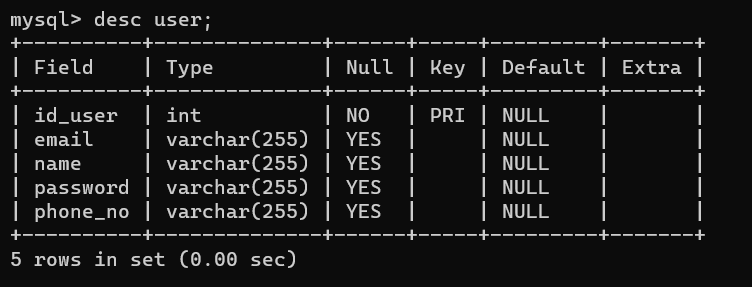 mysql> desc user;
+----------+--------------+------+-----+---------+-------+
| Field    | Type         | Null | Key | Default | Extra |
+----------+--------------+------+-----+---------+-------+
| id_user  | int          | NO   | PRI | NULL    |       |
| email    | varchar(255) | YES  |     | NULL    |       |
| name     | varchar(255) | YES  |     | NULL    |       |
| password | varchar(255) | YES  |     | NULL    |       |
| phone_no | varchar(255) | YES  |     | NULL    |       |
+----------+--------------+------+-----+---------+-------+
5 rows in set (0.00 sec)